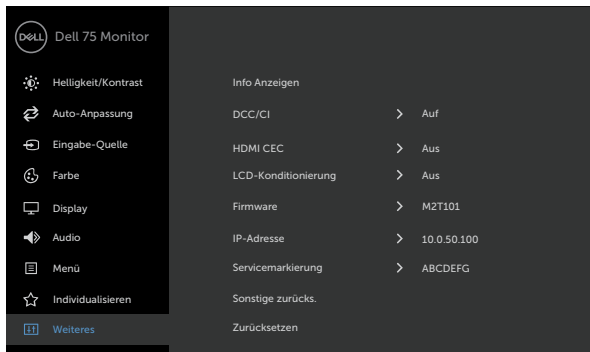 DELL Dell 75 Monitor
Helligkeit/Kontrast
Auto-Anpassung
Eingabe-Quelle
Farbe
Display
Audio
Menü
Individualisieren
Weiteres
Info Anzeigen
DCC/CI > Auf
HDMI CEC > Aus
LCD-Konditionierung > Aus
Firmware > M2T101
IP-Adresse > 10.0.50.100
Servicemarkierung > ABCDEFG
Sonstige zurücks.
Zurücksetzen